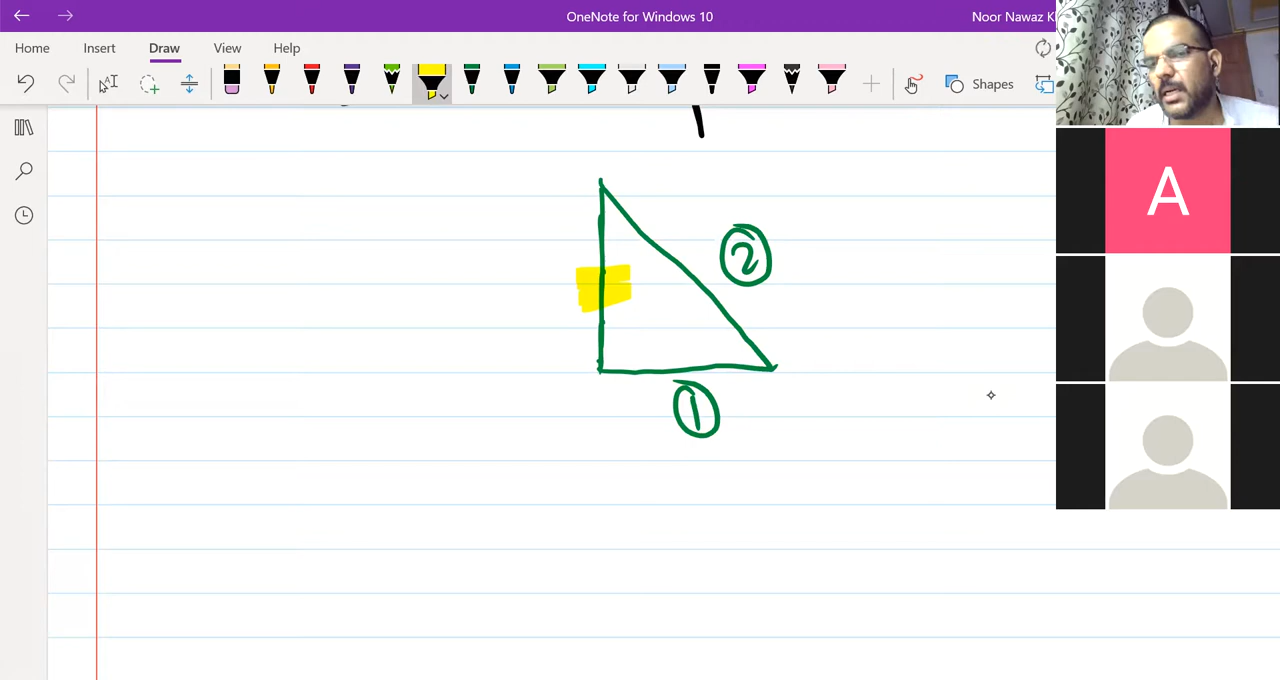 OneNote for Windows 10
Noor Nawaz K
Home Insert Draw View Help
Shapes
A
2
1